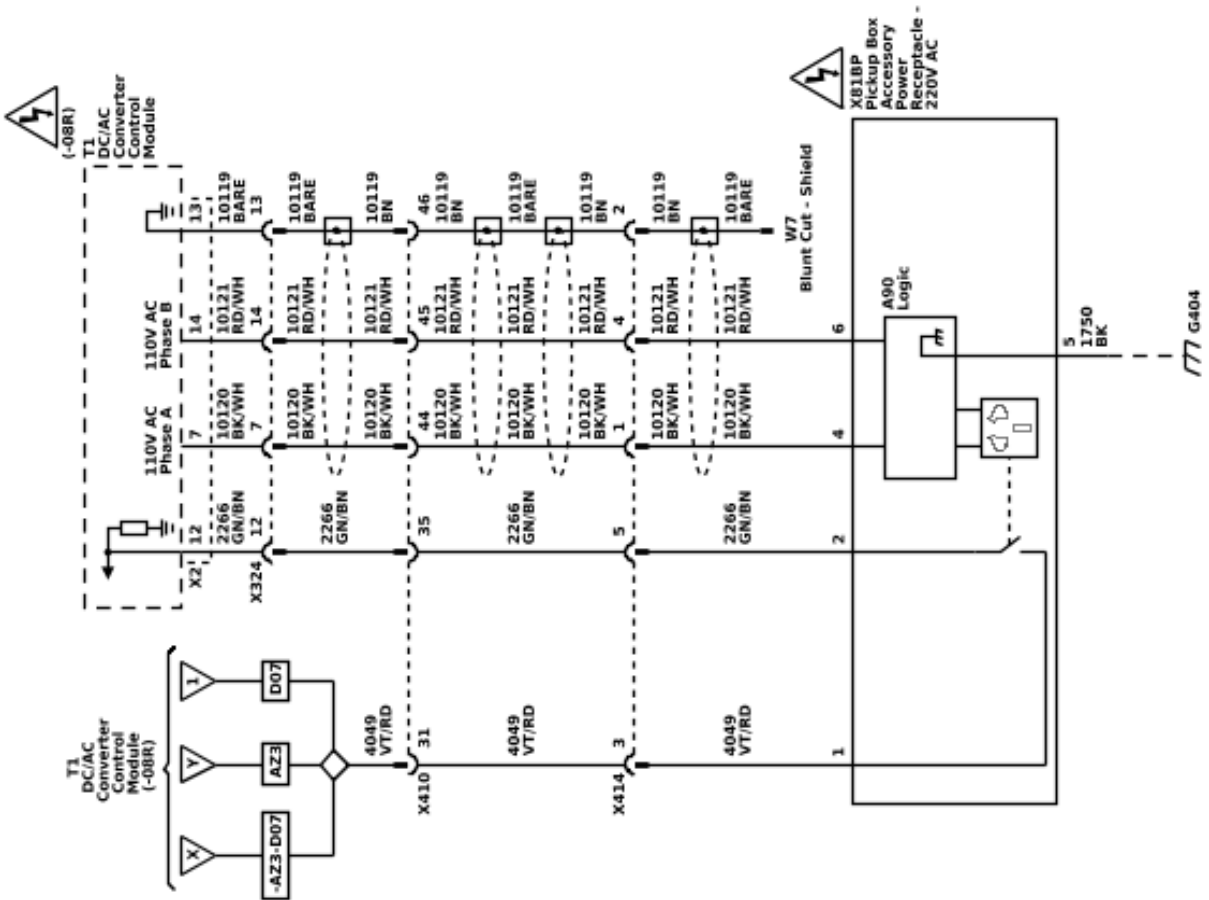 (-08R)
T1
DC/AC
Converter
Control
Module
110V AC
Phase A
110V AC
Phase B
12
7
14
13
X2
2266
GN/BN
10120
BK/WH
10121
RD/WH
10119
BARE
X324
12
7
14
13
2266
GN/BN
10120
BK/WH
10121
RD/WH
10119
BARE
10120
BK/WH
10121
RD/WH
10119
BN
T1
DC/AC
Converter
Control
Module
(-08R)
X
Y
1
-AZ3-D07
AZ3
D07
4049
VT/RD
X410
31
35
44
45
46
10120
BK/WH
10121
RD/WH
10119
BN
4049
VT/RD
2266
GN/BN
10120
BK/WH
10121
RD/WH
10119
BARE
10120
BK/WH
10121
RD/WH
10119
BN
X414
3
5
1
4
2
10120
BK/WH
10121
RD/WH
10119
BN
4049
VT/RD
2266
GN/BN
10120
BK/WH
10121
RD/WH
10119
BARE
W7
Blunt Cut - Shield
1
2
4
6
X81BP
Pickup Box
Accessory
Power
Receptacle -
220V AC
A90
Logic
5
1750
BK
G404